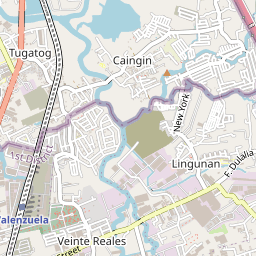 Tugatog
Caingin
New York
1st District
Lingunan
F. Dulalia
Valenzuela
Street
Veinte Reales